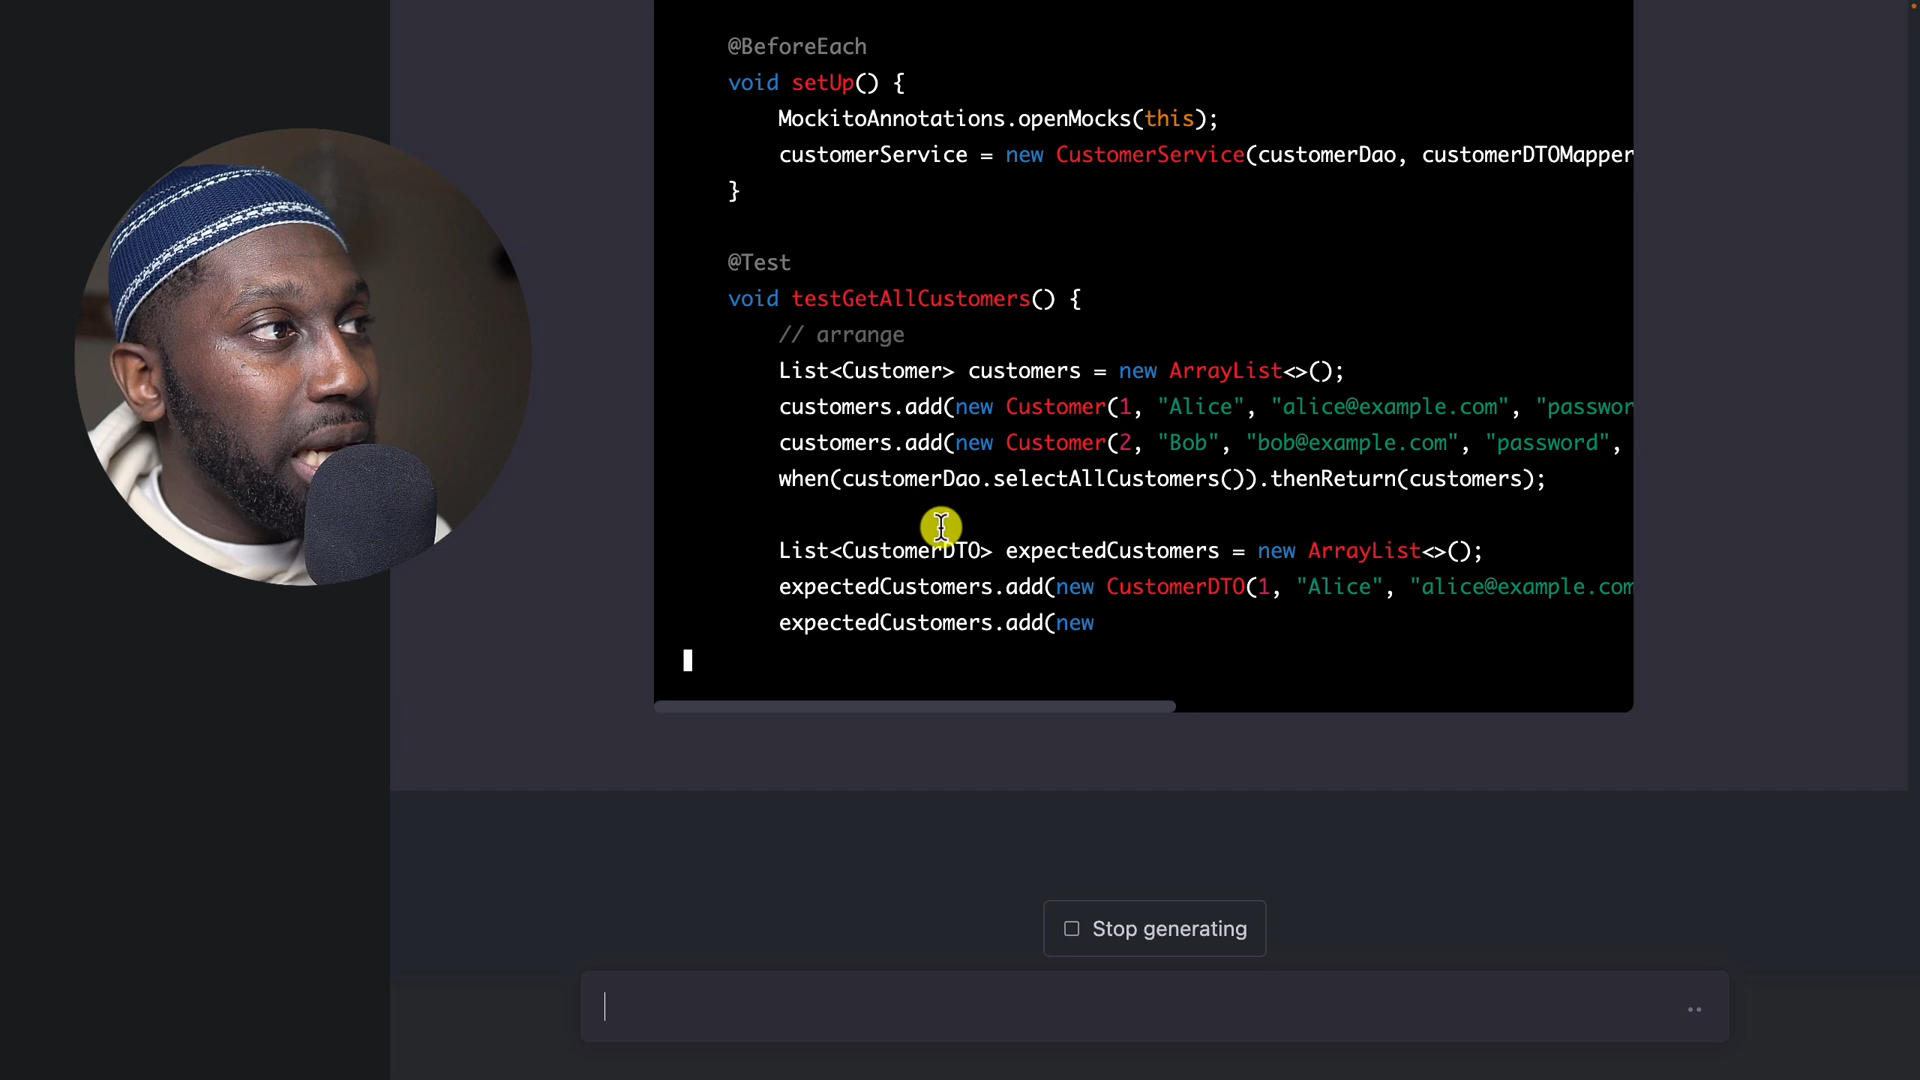 @BeforeEach
void setUp() {
MockitoAnnotations.openMocks(this);
customerService = new CustomerService(customerDao, customerDTOMapper
}
@Test
void testGetAllCustomers() {
// arrange
List<Customer> customers = new ArrayList<>();
customers.add(new Customer(1, "Alice", "alice@example.com", "passwor
customers.add(new Customer(2, "Bob", "bob@example.com", "password",
when(customerDao.selectAllCustomers()).thenReturn(customers);
List<CustomerDTO> expectedCustomers = new ArrayList<>();
expectedCustomers.add(new CustomerDTO(1, "Alice", "alice@example.com
expectedCustomers.add(new
Stop generating